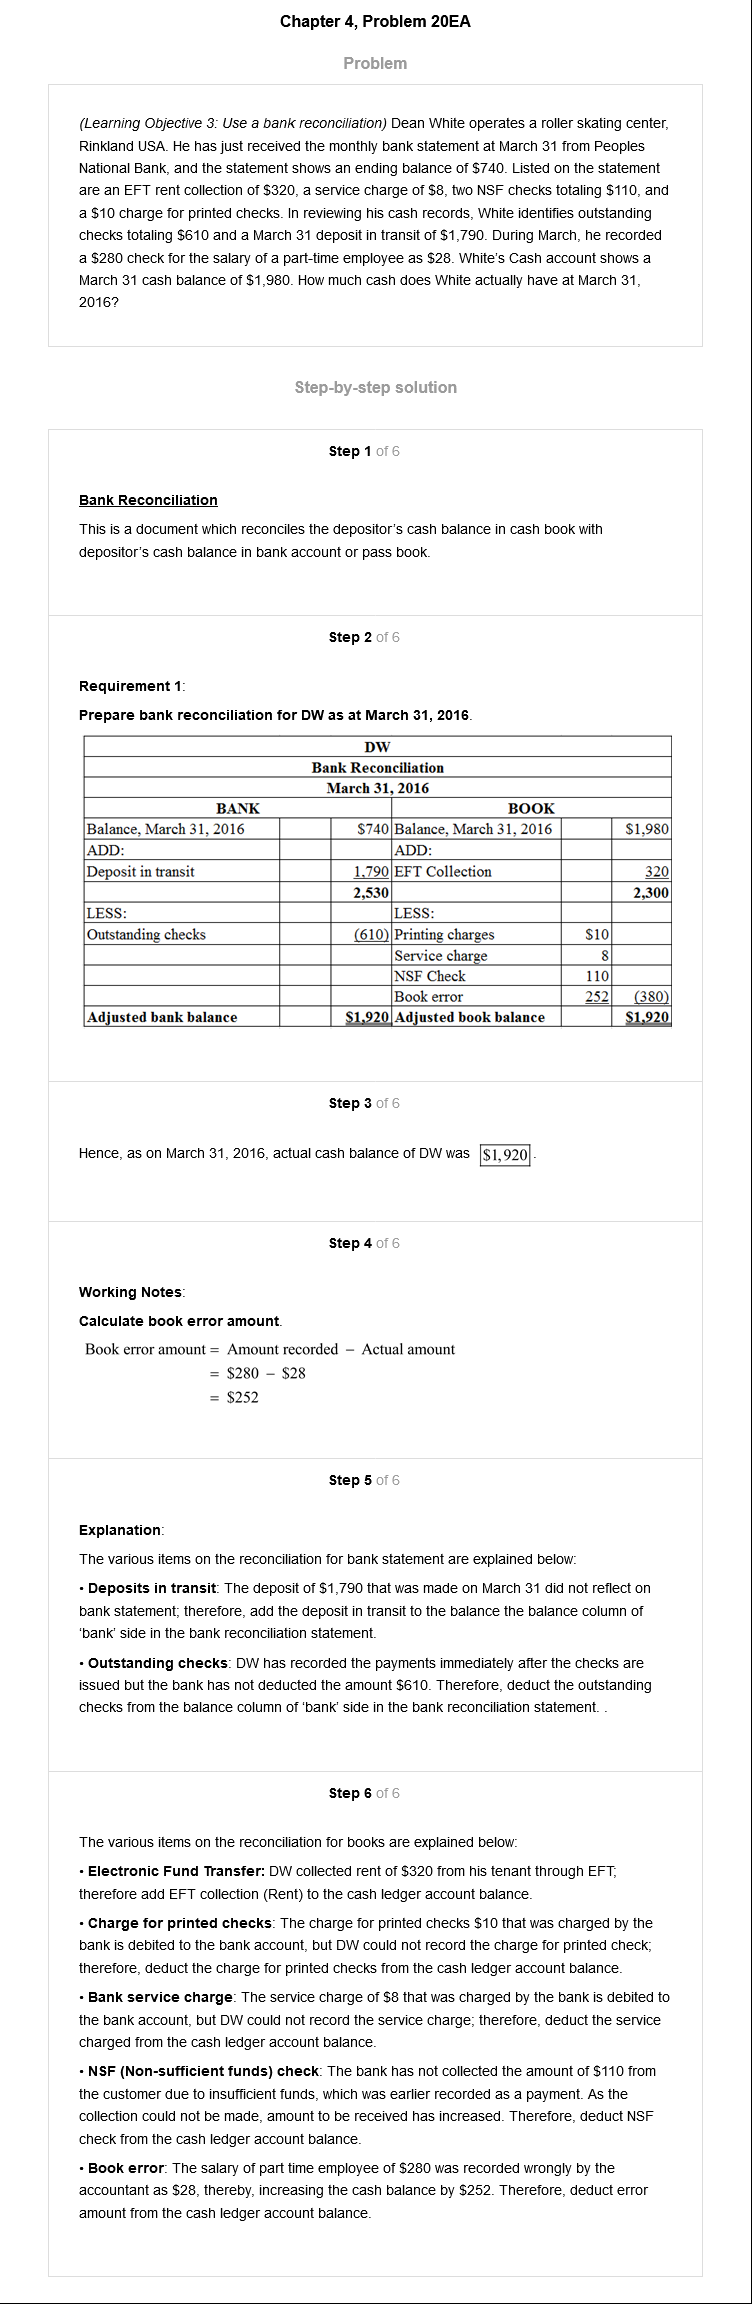 Chapter 4, Problem 20EA
Problem
(Learning Objective 3: Use a bank reconciliation) Dean White operates a roller skating center,
Rinkland USA. He has just received the monthly bank statement at March 31 from Peoples
National Bank, and the statement shows an ending balance of $740. Listed on the statement
are an EFT rent collection of $320, a service charge of $8, two NSF checks totaling $110, and
a $10 charge for printed checks. In reviewing his cash records, White identifies outstanding
checks totaling $610 and a March 31 deposit in transit of $1,790. During March, he recorded
a $280 check for the salary of a part-time employee as $28. White's Cash account shows a
March 31 cash balance of $1,980. How much cash does White actually have at March 31,
2016?
Step-by-step solution
Step 1 of 6
Bank Reconciliation
This is a document which reconciles the depositor's cash balance in cash book with
depositor's cash balance in bank account or pass book.
Step 2 of 6
Requirement 1:
Prepare bank reconciliation for DW as at March 31, 2016.
DW
Bank Reconciliation
March 31, 2016
BANK BOOK
Balance, March 31, 2016 $740 Balance, March 31, 2016 $1,980
ADD: ADD:
Deposit in transit 1,790 EFT Collection 320
2,530 2,300
LESS: LESS:
Outstanding checks (610) Printing charges $10
Service charge 8
NSF Check 110
Book error 252 (380)
Adjusted bank balance $1,920 Adjusted book balance $1,920
Step 3 of 6
Hence, as on March 31, 2016, actual cash balance of DW was $1,920.
Step 4 of 6
Working Notes:
Calculate book error amount.
Book error amount = Amount recorded − Actual amount
= $280 − $28
= $252
Step 5 of 6
Explanation:
The various items on the reconciliation for bank statement are explained below:
• Deposits in transit: The deposit of $1,790 that was made on March 31 did not reflect on
bank statement; therefore, add the deposit in transit to the balance the balance column of
'bank' side in the bank reconciliation statement.
• Outstanding checks: DW has recorded the payments immediately after the checks are
issued but the bank has not deducted the amount $610. Therefore, deduct the outstanding
checks from the balance column of 'bank' side in the bank reconciliation statement. .
Step 6 of 6
The various items on the reconciliation for books are explained below:
• Electronic Fund Transfer: DW collected rent of $320 from his tenant through EFT;
therefore add EFT collection (Rent) to the cash ledger account balance.
• Charge for printed checks: The charge for printed checks $10 that was charged by the
bank is debited to the bank account, but DW could not record the charge for printed check;
therefore, deduct the charge for printed checks from the cash ledger account balance.
• Bank service charge: The service charge of $8 that was charged by the bank is debited to
the bank account, but DW could not record the service charge; therefore, deduct the service
charged from the cash ledger account balance.
• NSF (Non-sufficient funds) check: The bank has not collected the amount of $110 from
the customer due to insufficient funds, which was earlier recorded as a payment. As the
collection could not be made, amount to be received has increased. Therefore, deduct NSF
check from the cash ledger account balance.
• Book error: The salary of part time employee of $280 was recorded wrongly by the
accountant as $28, thereby, increasing the cash balance by $252. Therefore, deduct error
amount from the cash ledger account balance.